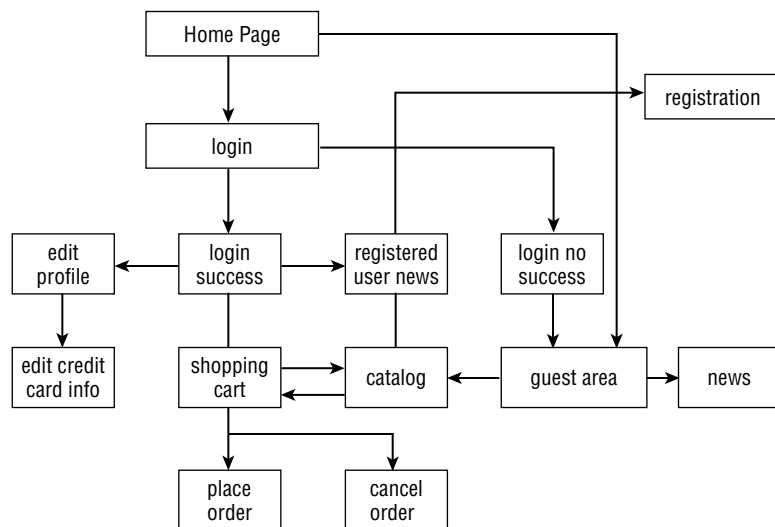 Home Page
registration
login
edit
profile
login
success
registered
user news
login no
success
edit credit
card info
shopping
cart
catalog
guest area
news
place
order
cancel
order